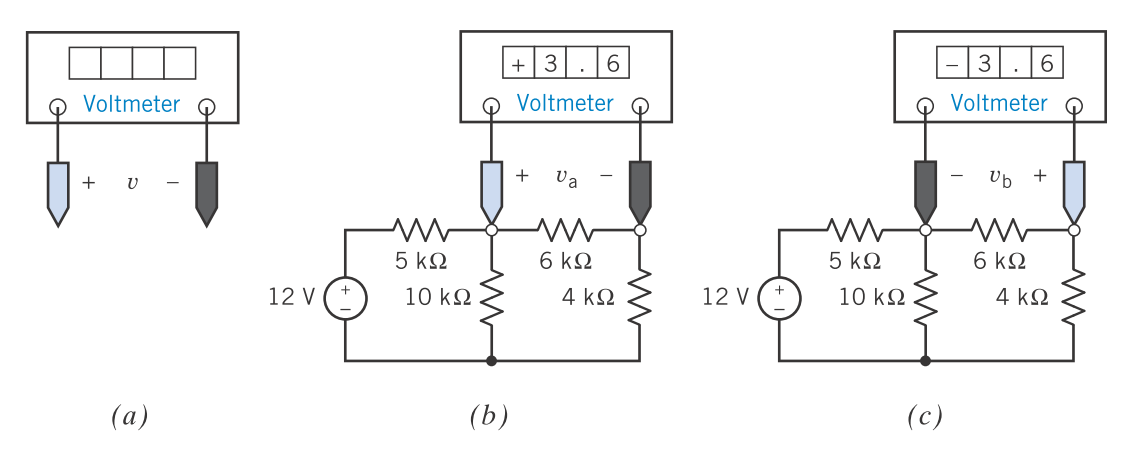 Voltmeter
+ v −
(a)
+ 3 . 6
Voltmeter
+ va −
5 kΩ
6 kΩ
12 V
+
−
10 kΩ
4 kΩ
(b)
− 3 . 6
Voltmeter
− vb +
5 kΩ
6 kΩ
12 V
+
−
10 kΩ
4 kΩ
(c)